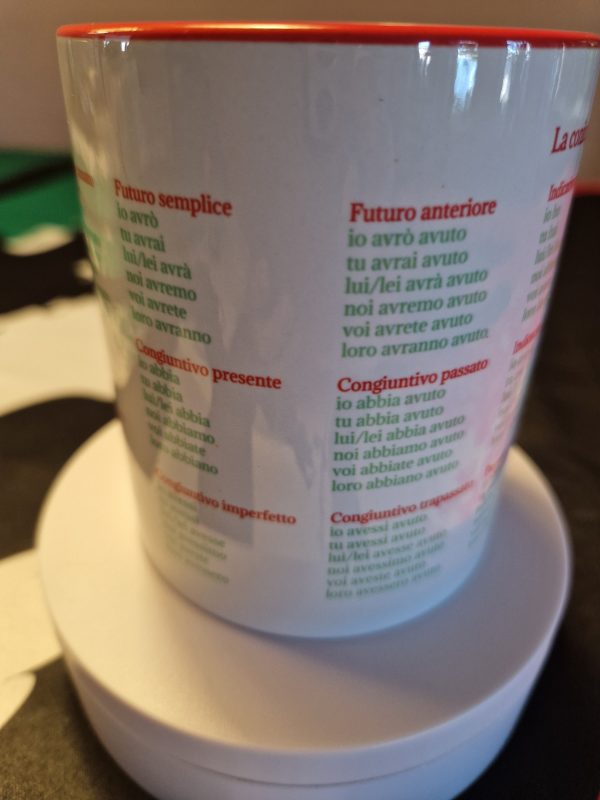 Futuro semplice
io avrò
tu avrai
lui/lei avrà
noi avremo
voi avrete
loro avranno
Congiuntivo presente
io abbia
tu abbia
lui/lei abbia
noi abbiamo
voi abbiate
loro abbiano
Congiuntivo imperfetto
Futuro anteriore
io avrò avuto
tu avrai avuto
lui/lei avrà avuto
noi avremo avuto
voi avrete avuto
loro avranno avuto
Congiuntivo passato
io abbia avuto
tu abbia avuto
lui/lei abbia avuto
noi abbiamo avuto
voi abbiate avuto
loro abbiano avuto
Congiuntivo trapassato
io avessi avuto
tu avessi avuto
lui/lei avesse avuto
noi avessimo avuto
voi aveste avuto
loro avessero avuto
La